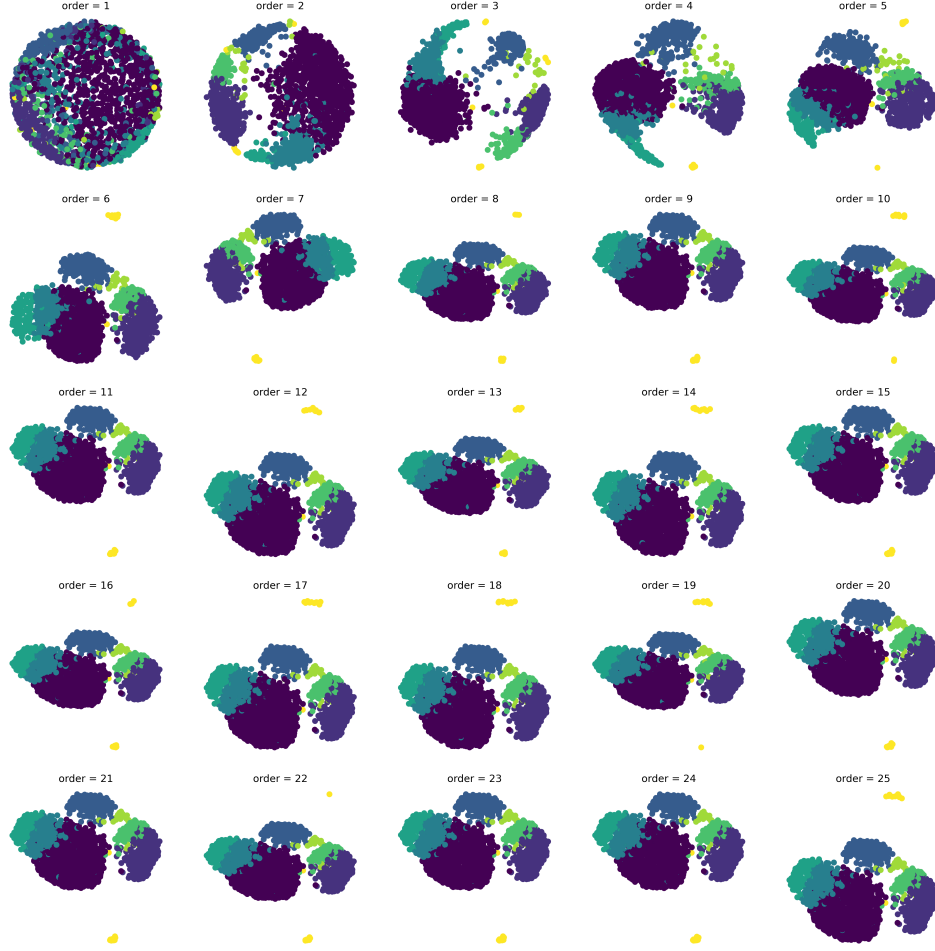 order = 1
order = 2
order = 3
order = 4
order = 5
order = 6
order = 7
order = 8
order = 9
order = 10
order = 11
order = 12
order = 13
order = 14
order = 15
order = 16
order = 17
order = 18
order = 19
order = 20
order = 21
order = 22
order = 23
order = 24
order = 25